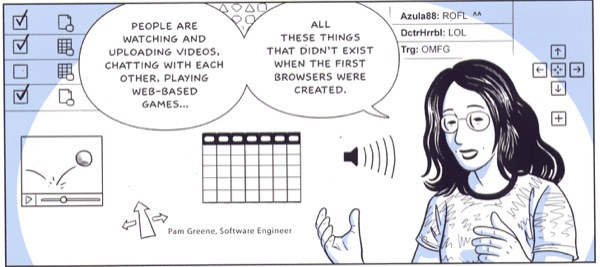 PEOPLE ARE
WATCHING AND
UPLOADING VIDEOS,
CHATTING WITH EACH
OTHER, PLAYING
WEB-BASED
GAMES...
ALL
THESE THINGS
THAT DIDN'T EXIST
WHEN THE FIRST
BROWSERS WERE
CREATED.
Azula88: ROFL ^^
DctrHrrbl: LOL
Trg: OMFG
Pam Greene, Software Engineer